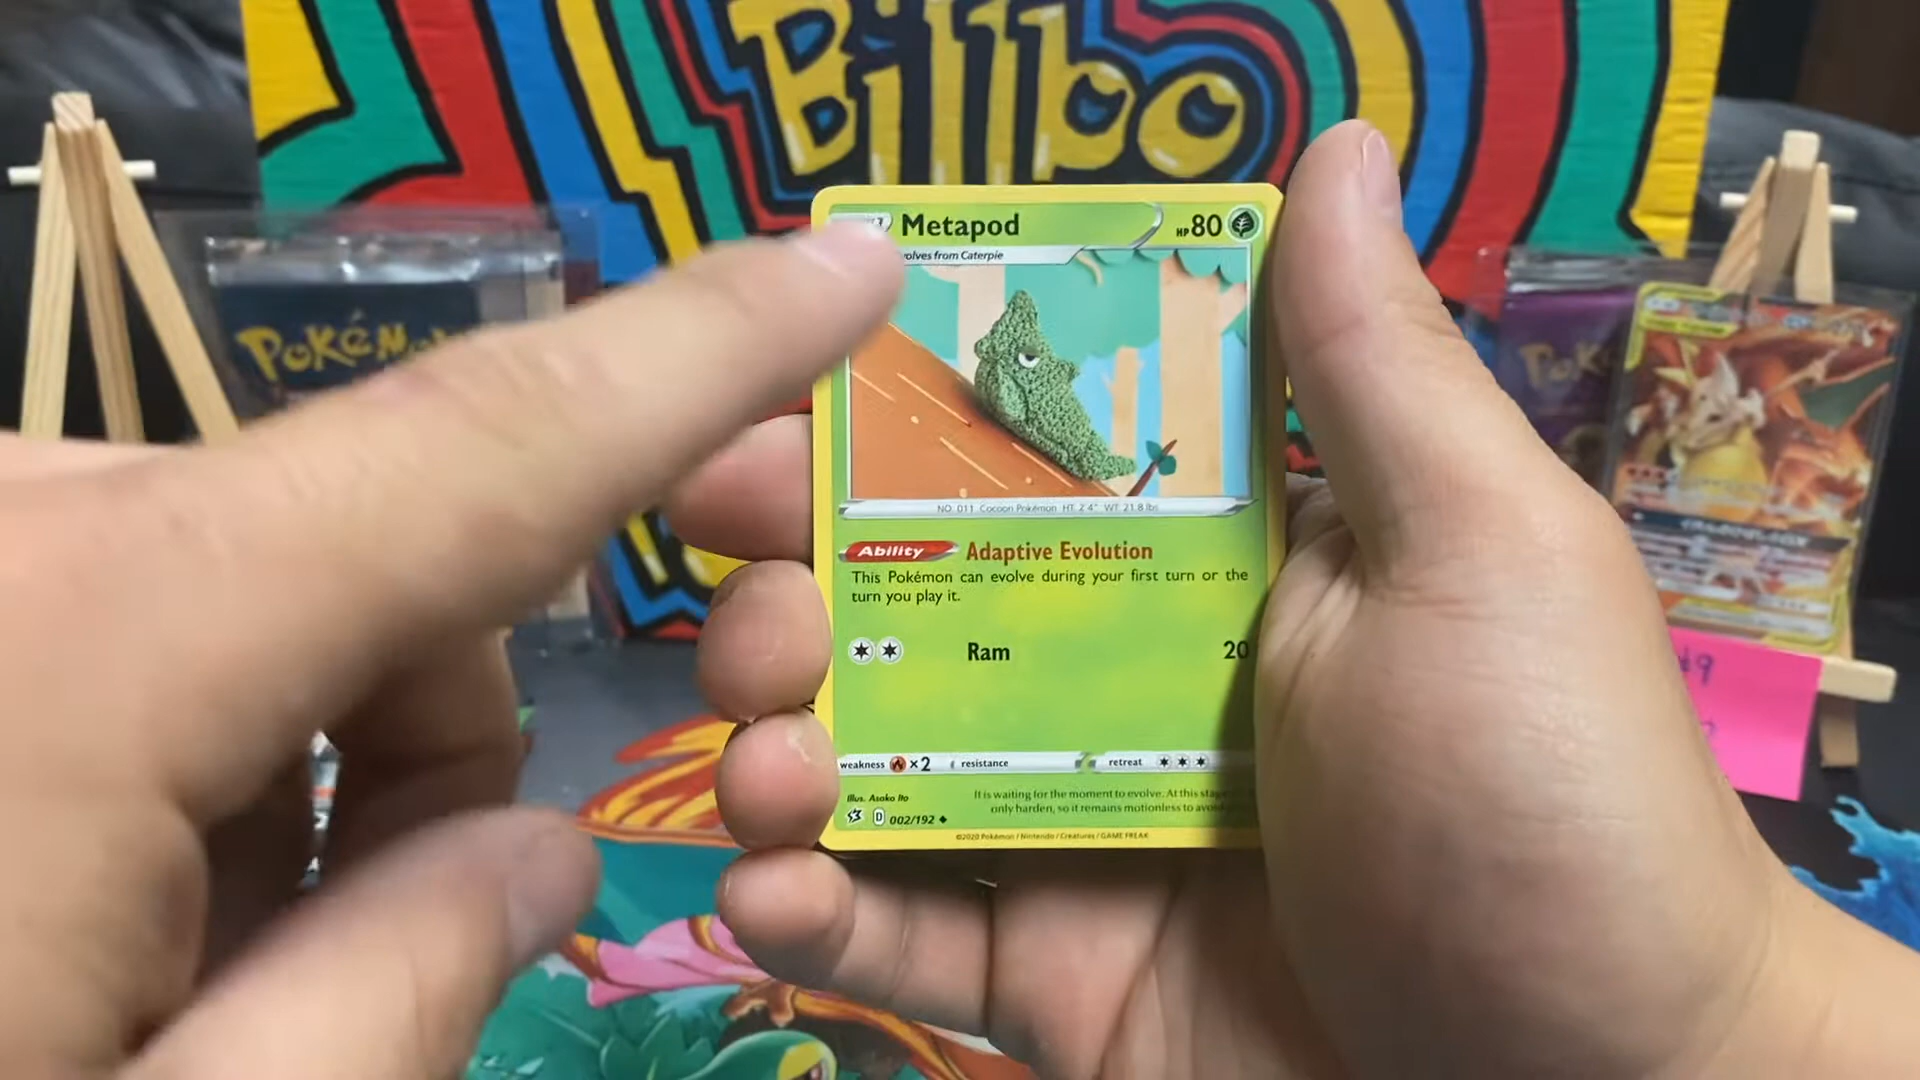 Billbo
Metapod
HP 80
volves from Caterpie
NO. 011 Cocoon Pokémon HT 2'4" WT 21.8 lbs
Ability Adaptive Evolution
This Pokémon can evolve during your first turn or the
turn you play it.
Ram 20
weakness ×2 resistance retreat
Illus. Asako Ito
It is waiting for the moment to evolve. At this
only harden, so it remains motionless to
D 002/192
©2020 Pokémon / Nintendo / Creatures / GAME FREAK
POKÉMON